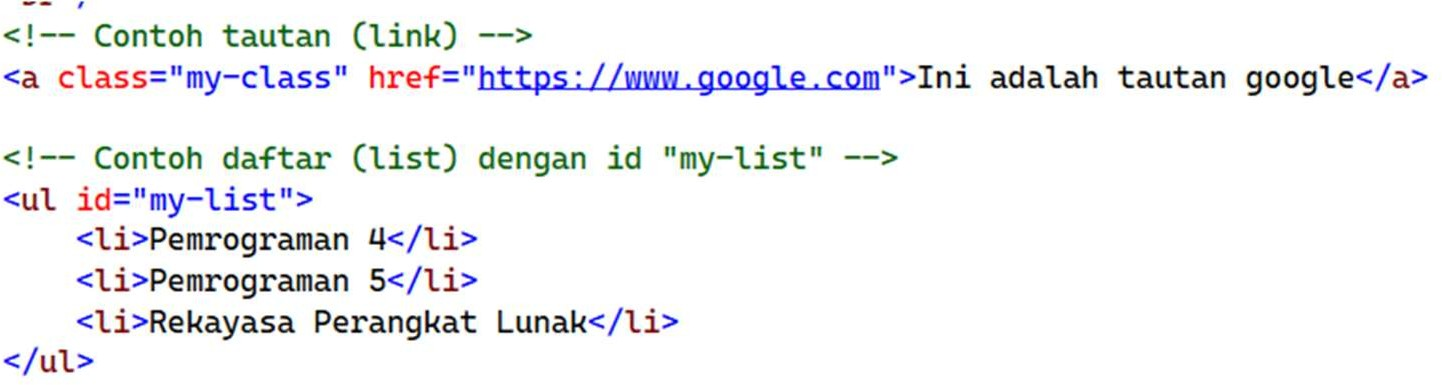 <!-- Contoh tautan (link) -->
<a class="my-class" href="https://www.google.com">Ini adalah tautan google</a>
<!-- Contoh daftar (list) dengan id "my-list" -->
<ul id="my-list">
    <li>Pemrograman 4</li>
    <li>Pemrograman 5</li>
    <li>Rekayasa Perangkat Lunak</li>
</ul>